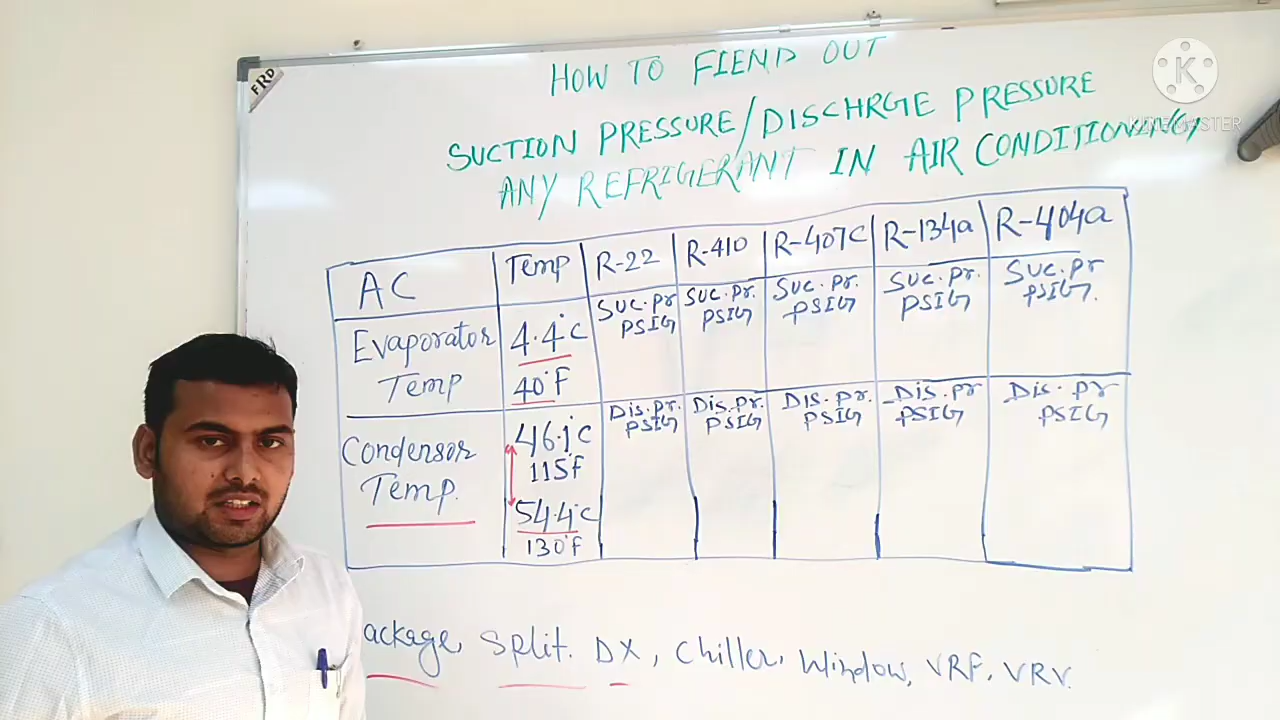 HOW TO FIEND OUT
SUCTION PRESSURE/DISCHRGE PRESSURE
ANY REFRIGERANT IN AIR CONDITIONING
FRD
K
KINEMASTER
AC
Temp
R-22
R-410
R-407C
R-134a
R-404a
Evaporator
Temp
4.4°C
40°F
Suc.Pr
PSIG
Suc.Pr.
PSIG
Suc.Pr.
PSIG
Suc.Pr.
PSIG
Suc.Pr
PSIG.
Condensor
Temp.
46.1°C
115°F
54.4°C
130°F
Dis.Pr.
PSIG
Dis.Pr.
PSIG
Dis.Pr.
PSIG
Dis.Pr
PSIG
Dis.Pr
PSIG
ackage, Split. DX, Chiller, Window, VRF, VRV.